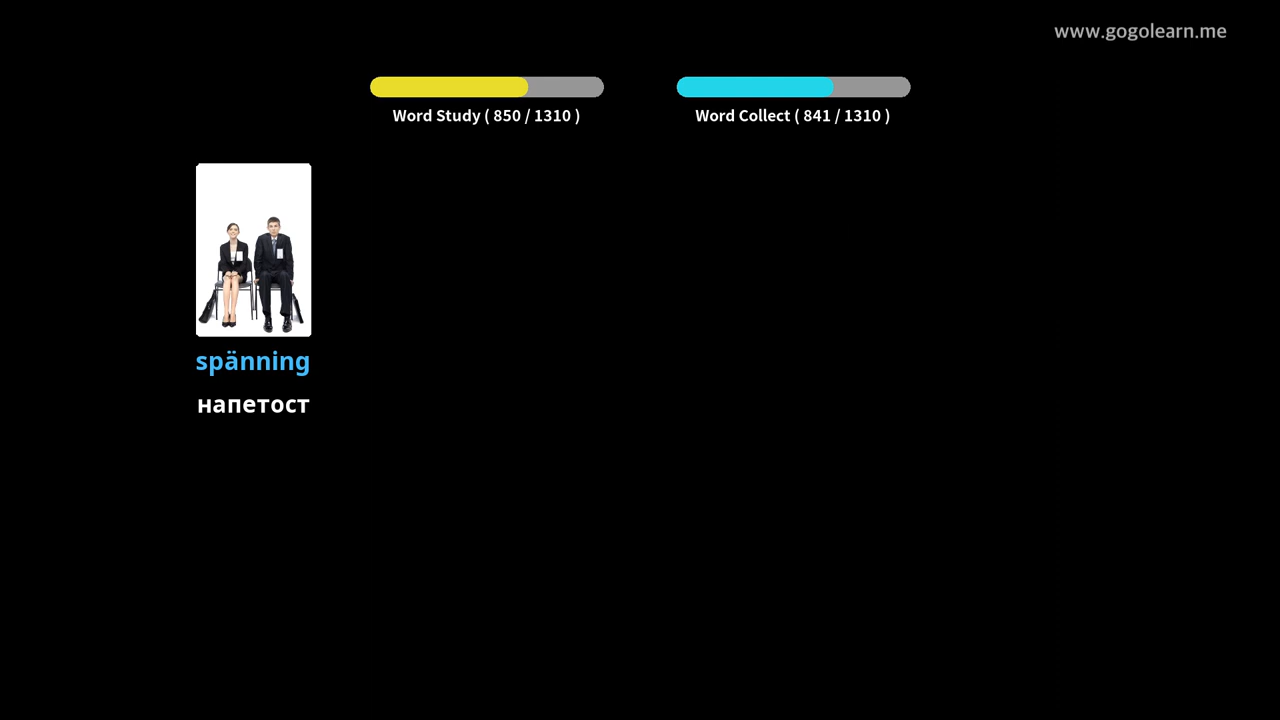 www.gogolearn.me
Word Study ( 850 / 1310 )
Word Collect ( 841 / 1310 )
spänning
напетост